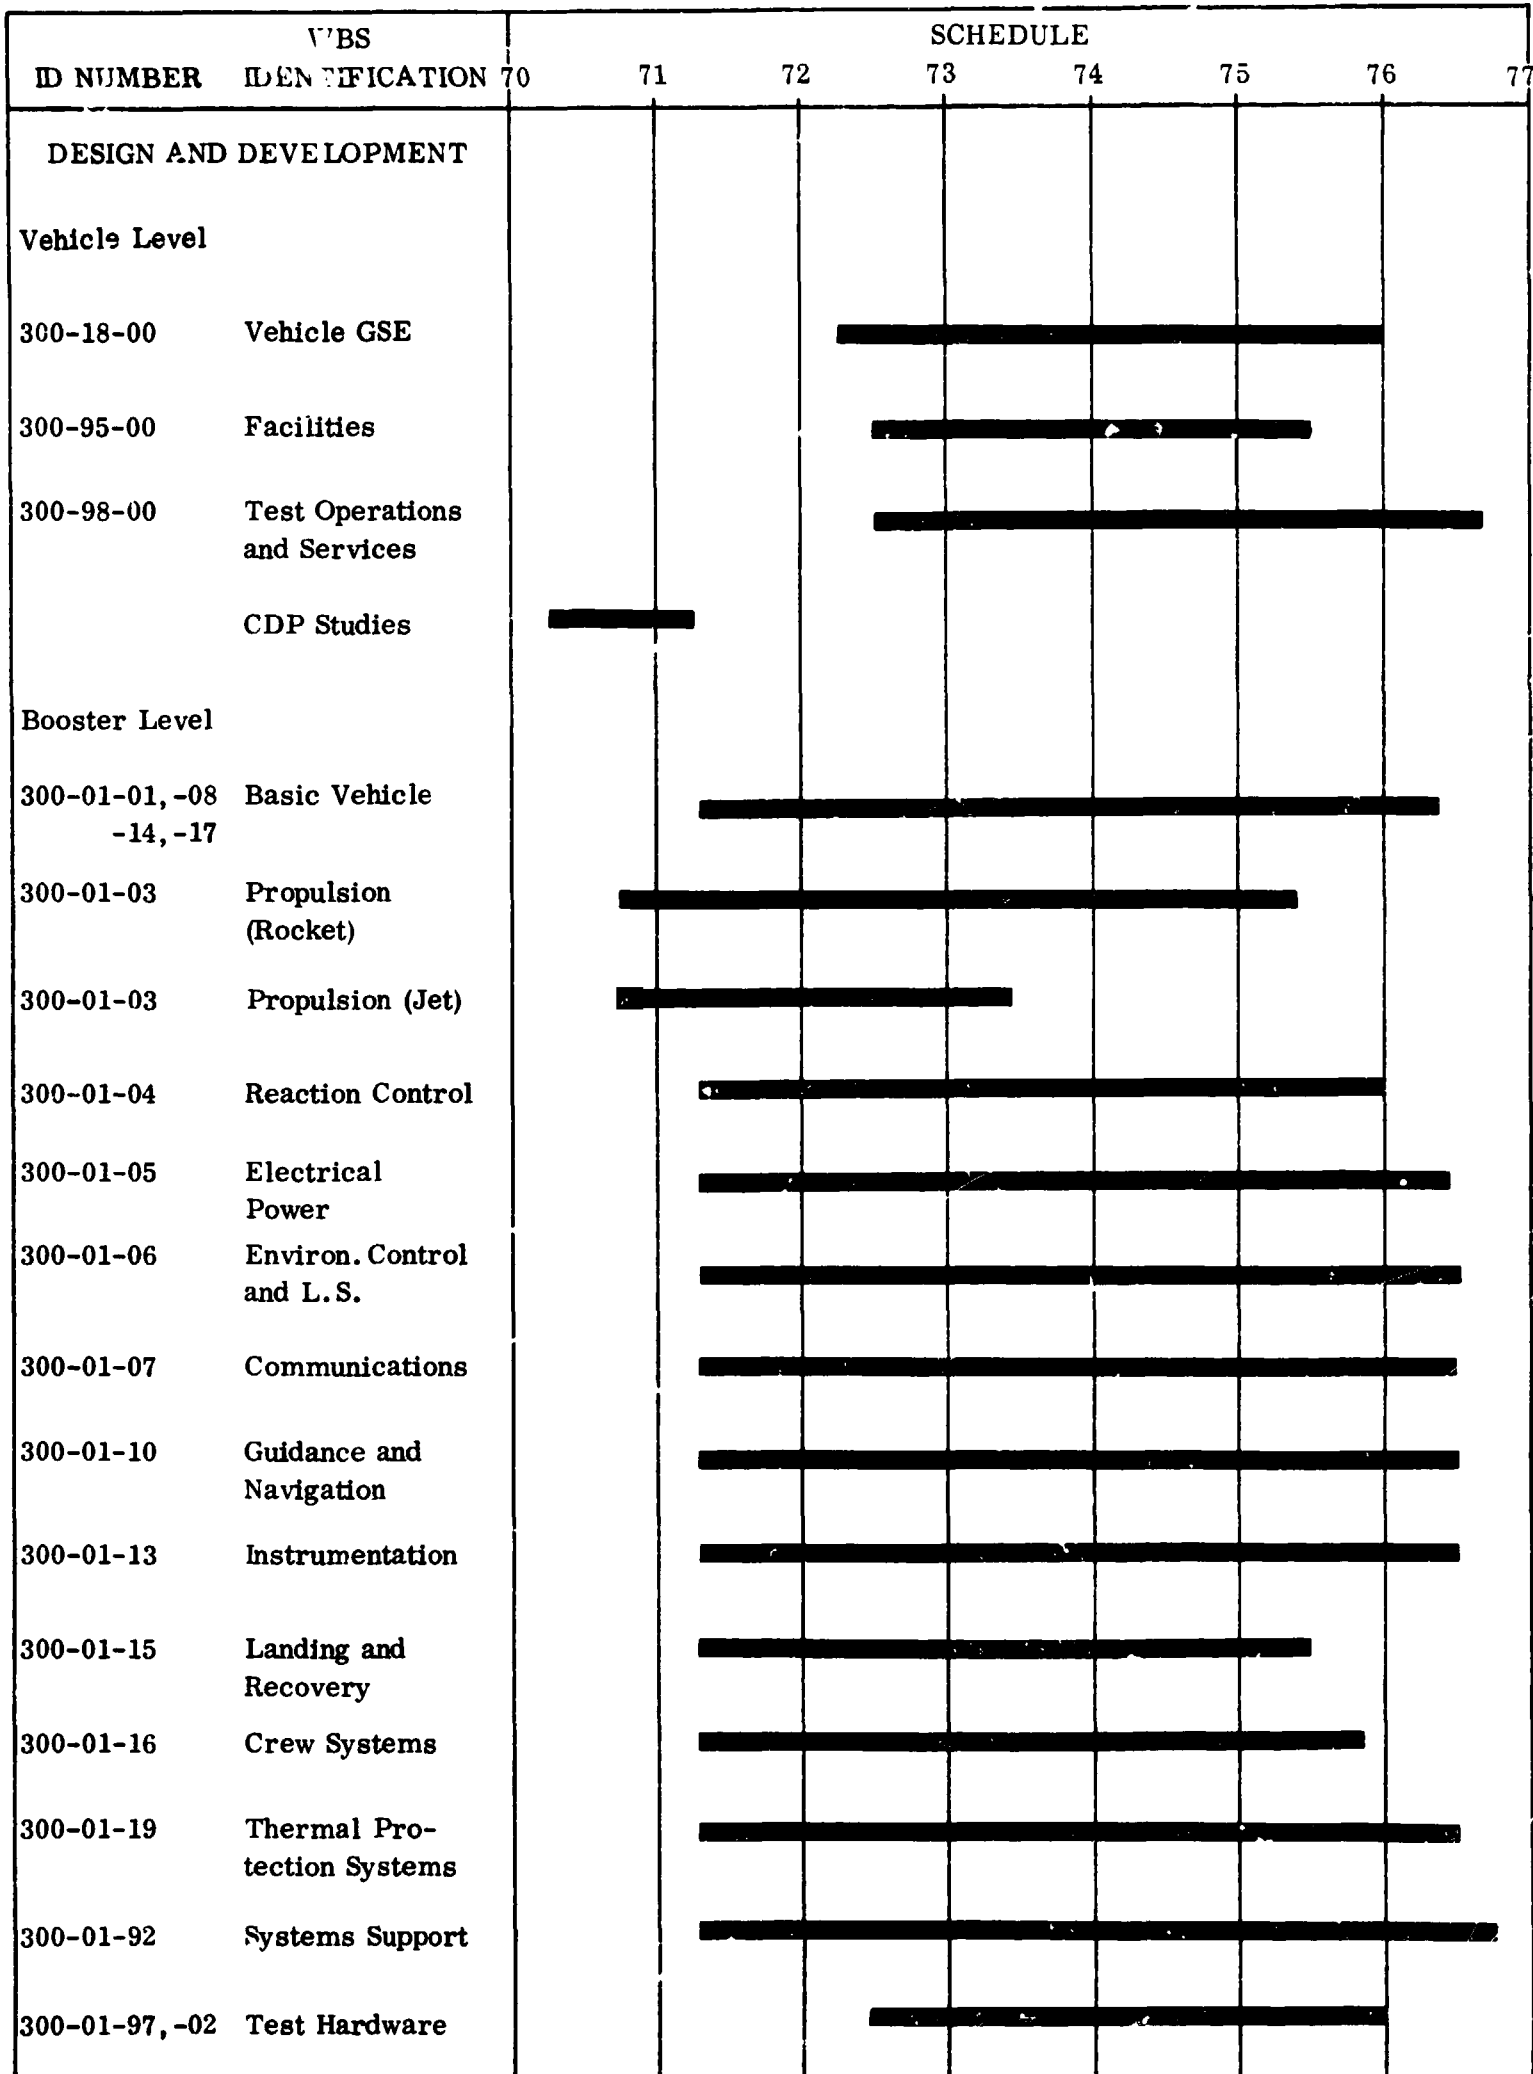 WBS SCHEDULE
ID NUMBER IDENTIFICATION 70 71 72 73 74 75 76 77
DESIGN AND DEVELOPMENT
Vehicle Level
300-18-00 Vehicle GSE
300-95-00 Facilities
300-98-00 Test Operations
and Services
CDP Studies
Booster Level
300-01-01, -08 Basic Vehicle
-14, -17
300-01-03 Propulsion
(Rocket)
300-01-03 Propulsion (Jet)
300-01-04 Reaction Control
300-01-05 Electrical
Power
300-01-06 Environ. Control
and L.S.
300-01-07 Communications
300-01-10 Guidance and
Navigation
300-01-13 Instrumentation
300-01-15 Landing and
Recovery
300-01-16 Crew Systems
300-01-19 Thermal Pro-
tection Systems
300-01-92 Systems Support
300-01-97, -02 Test Hardware